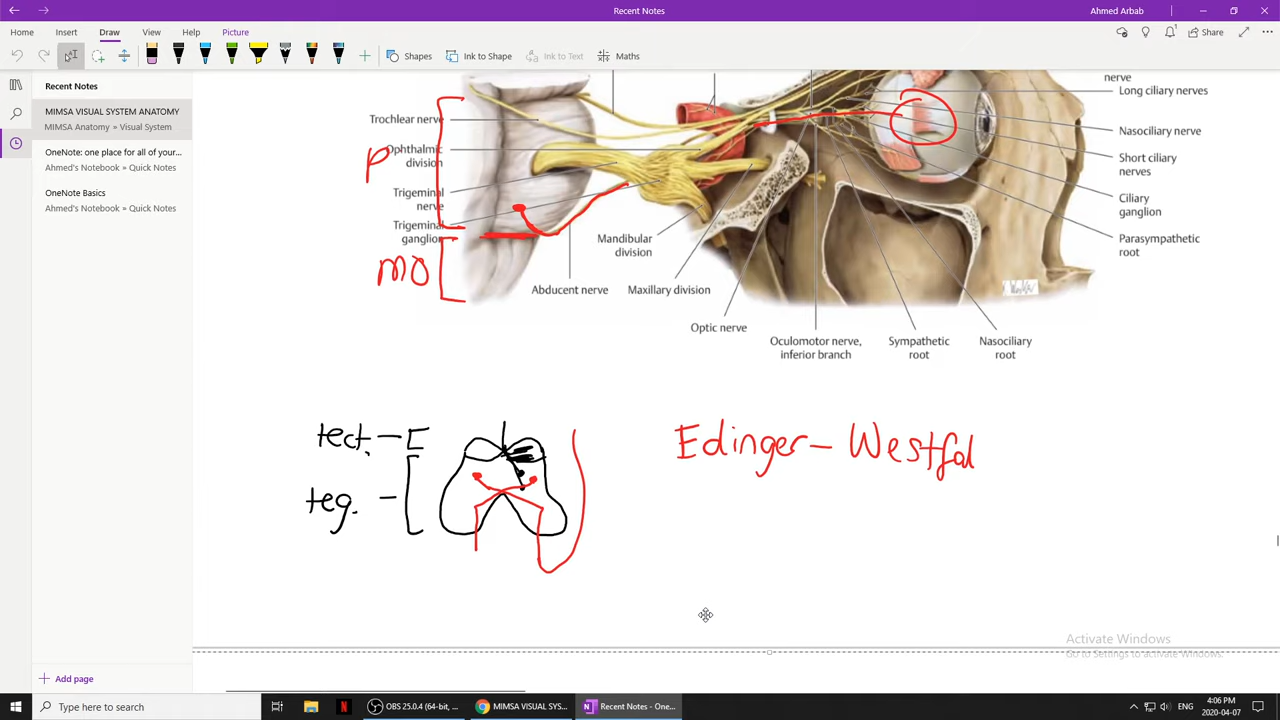 Recent Notes
Ahmed Arbab
Home
Insert
Draw
View
Help
Picture
Share
Shapes
Ink to Shape
Ink to Text
Maths
Recent Notes
MIMSA VISUAL SYSTEM ANATOMY
MIMSA Anatomy » Visual System
OneNote: one place for all of your...
Ahmed's Notebook » Quick Notes
OneNote Basics
Ahmed's Notebook » Quick Notes
Add page
Trochlear nerve
Ophthalmic
division
Trigeminal
nerve
Trigeminal
ganglion
P
MO
Abducent nerve
Mandibular
division
Maxillary division
Optic nerve
Oculomotor nerve,
inferior branch
Sympathetic
root
Nasociliary
root
nerve
Long ciliary nerves
Nasociliary nerve
Short ciliary
nerves
Ciliary
ganglion
Parasympathetic
root
tect. -
teg. -
Edinger - Westfal
Activate Windows
Go to Settings to activate Windows.
Type here to search
OBS 25.0.4 (64-bit, ...
MIMSA VISUAL SYS...
Recent Notes - One...
ENG
4:06 PM
2020-04-07